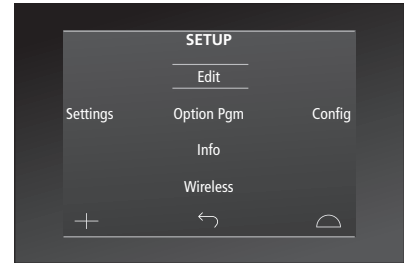 SETUP
Edit
Settings Option Pgm Config
Info
Wireless